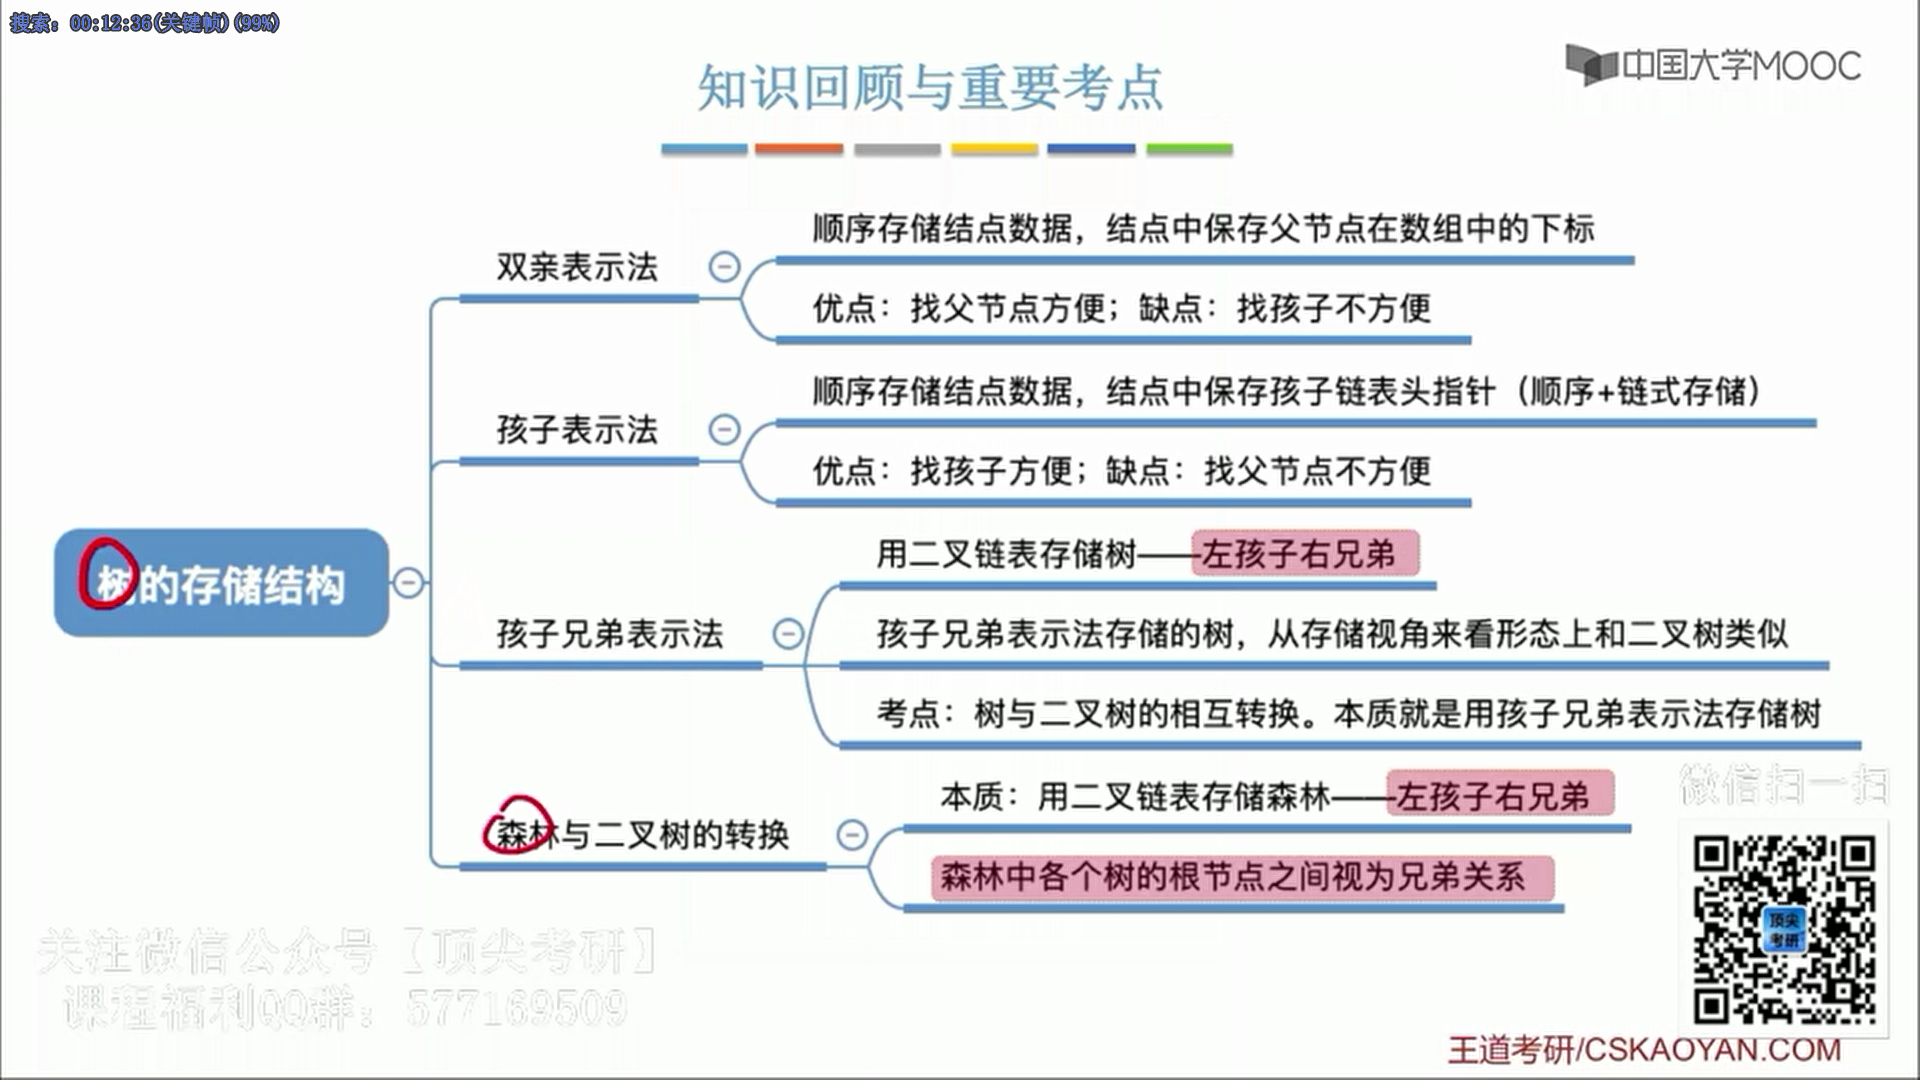 搜索: 00:12:36(关键帧)(99%)
中国大学MOOC
知识回顾与重要考点
双亲表示法
顺序存储结点数据，结点中保存父节点在数组中的下标
优点：找父节点方便；缺点：找孩子不方便
孩子表示法
顺序存储结点数据，结点中保存孩子链表头指针（顺序+链式存储）
优点：找孩子方便；缺点：找父节点不方便
树的存储结构
孩子兄弟表示法
用二叉链表存储树——左孩子右兄弟
孩子兄弟表示法存储的树，从存储视角来看形态上和二叉树类似
考点：树与二叉树的相互转换。本质就是用孩子兄弟表示法存储树
森林与二叉树的转换
本质：用二叉链表存储森林——左孩子右兄弟
森林中各个树的根节点之间视为兄弟关系
微信扫一扫
顶尖
考研
关注微信公众号【顶尖考研】
课程福利QQ群：577169509
王道考研/CSKAOYAN.COM